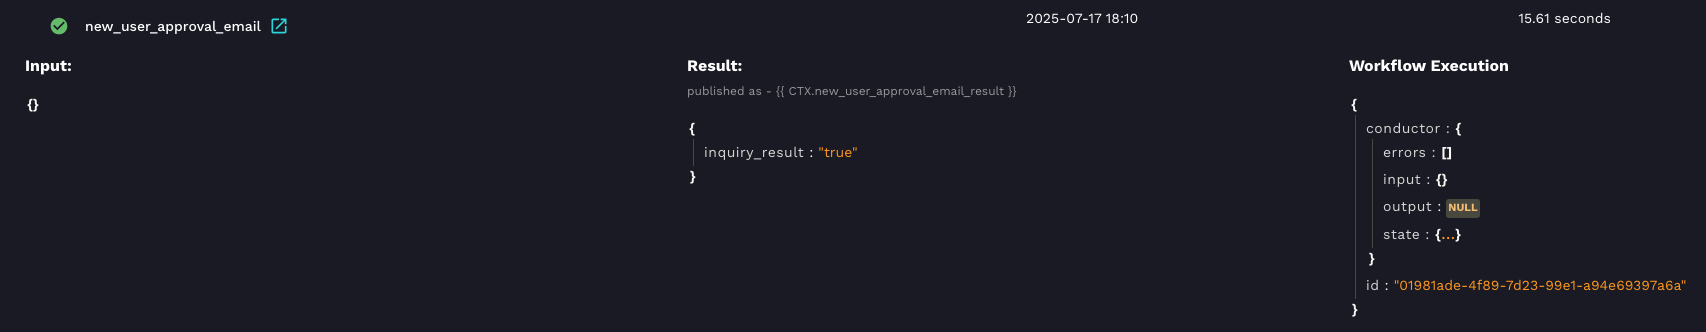 new_user_approval_email
2025-07-17 18:10
15.61 seconds
Input:
{}
Result:
published as - {{ CTX.new_user_approval_email_result }}
{
inquiry_result : "true"
}
Workflow Execution
{
conductor : {
errors : []
input : {}
output : NULL
state : {...}
}
id : "01981ade-4f89-7d23-99e1-a94e69397a6a"
}